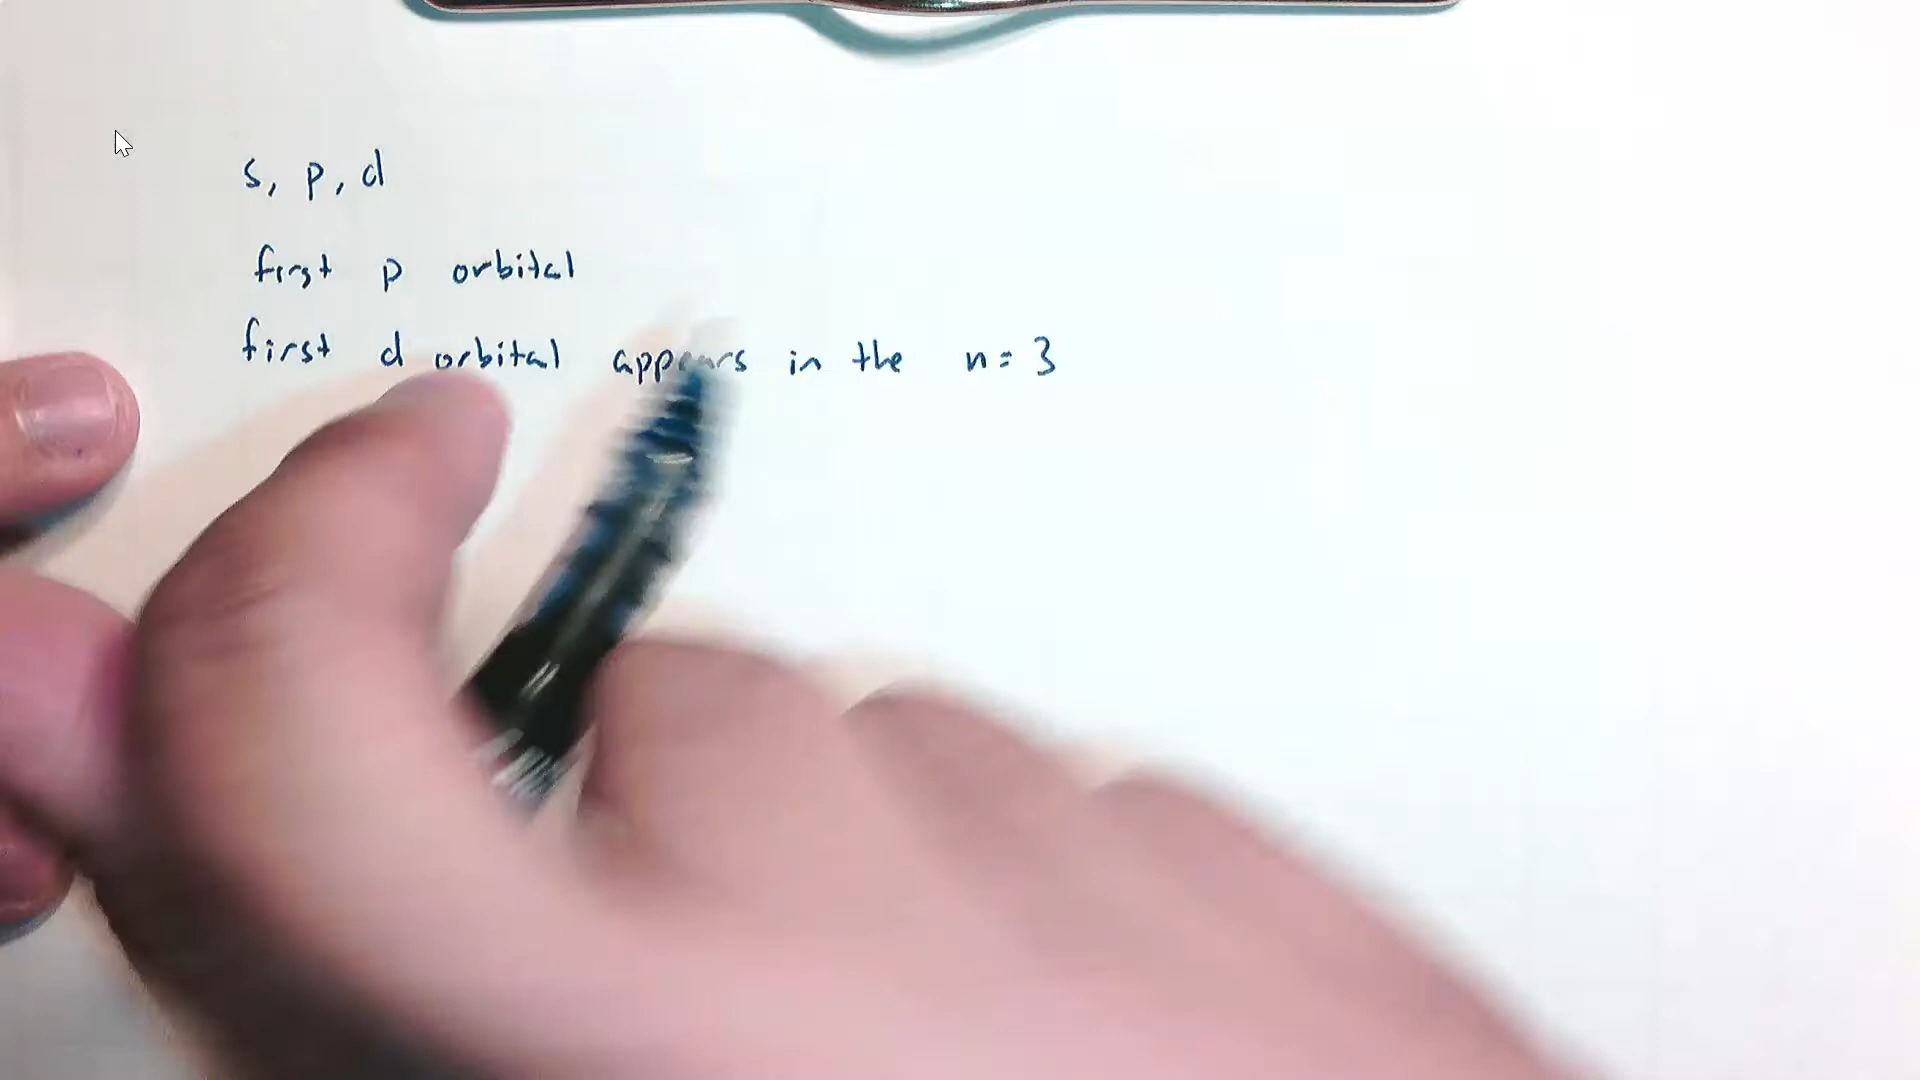 s, p, d
first p orbital
first d orbital appears in the n = 3